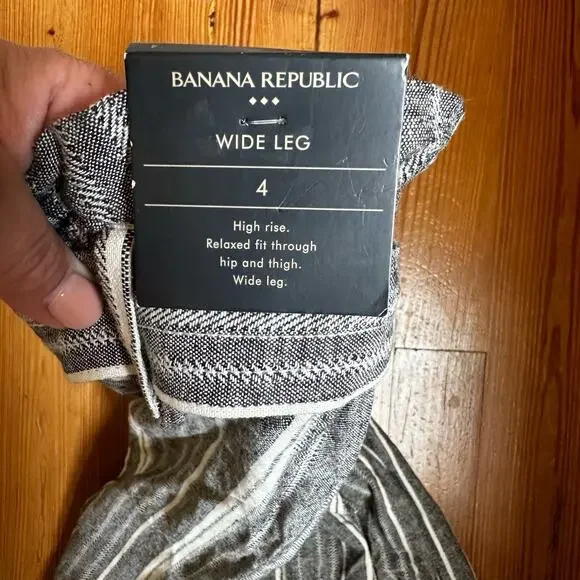 BANANA REPUBLIC
WIDE LEG
4
High rise.
Relaxed fit through
hip and thigh.
Wide leg.